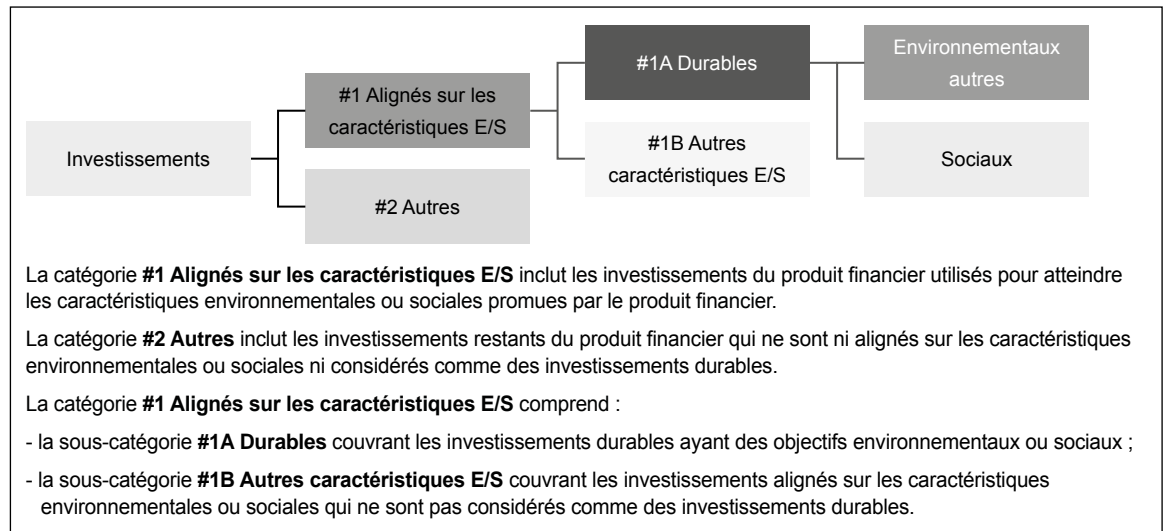 #1A Durables
Environnementaux
autres
#1 Alignés sur les
caractéristiques E/S
Investissements
#1B Autres
caractéristiques E/S
Sociaux
#2 Autres
La catégorie #1 Alignés sur les caractéristiques E/S inclut les investissements du produit financier utilisés pour atteindre
les caractéristiques environnementales ou sociales promues par le produit financier.
La catégorie #2 Autres inclut les investissements restants du produit financier qui ne sont ni alignés sur les caractéristiques
environnementales ou sociales ni considérés comme des investissements durables.
La catégorie #1 Alignés sur les caractéristiques E/S comprend :
- la sous-catégorie #1A Durables couvrant les investissements durables ayant des objectifs environnementaux ou sociaux ;
- la sous-catégorie #1B Autres caractéristiques E/S couvrant les investissements alignés sur les caractéristiques
environnementales ou sociales qui ne sont pas considérés comme des investissements durables.